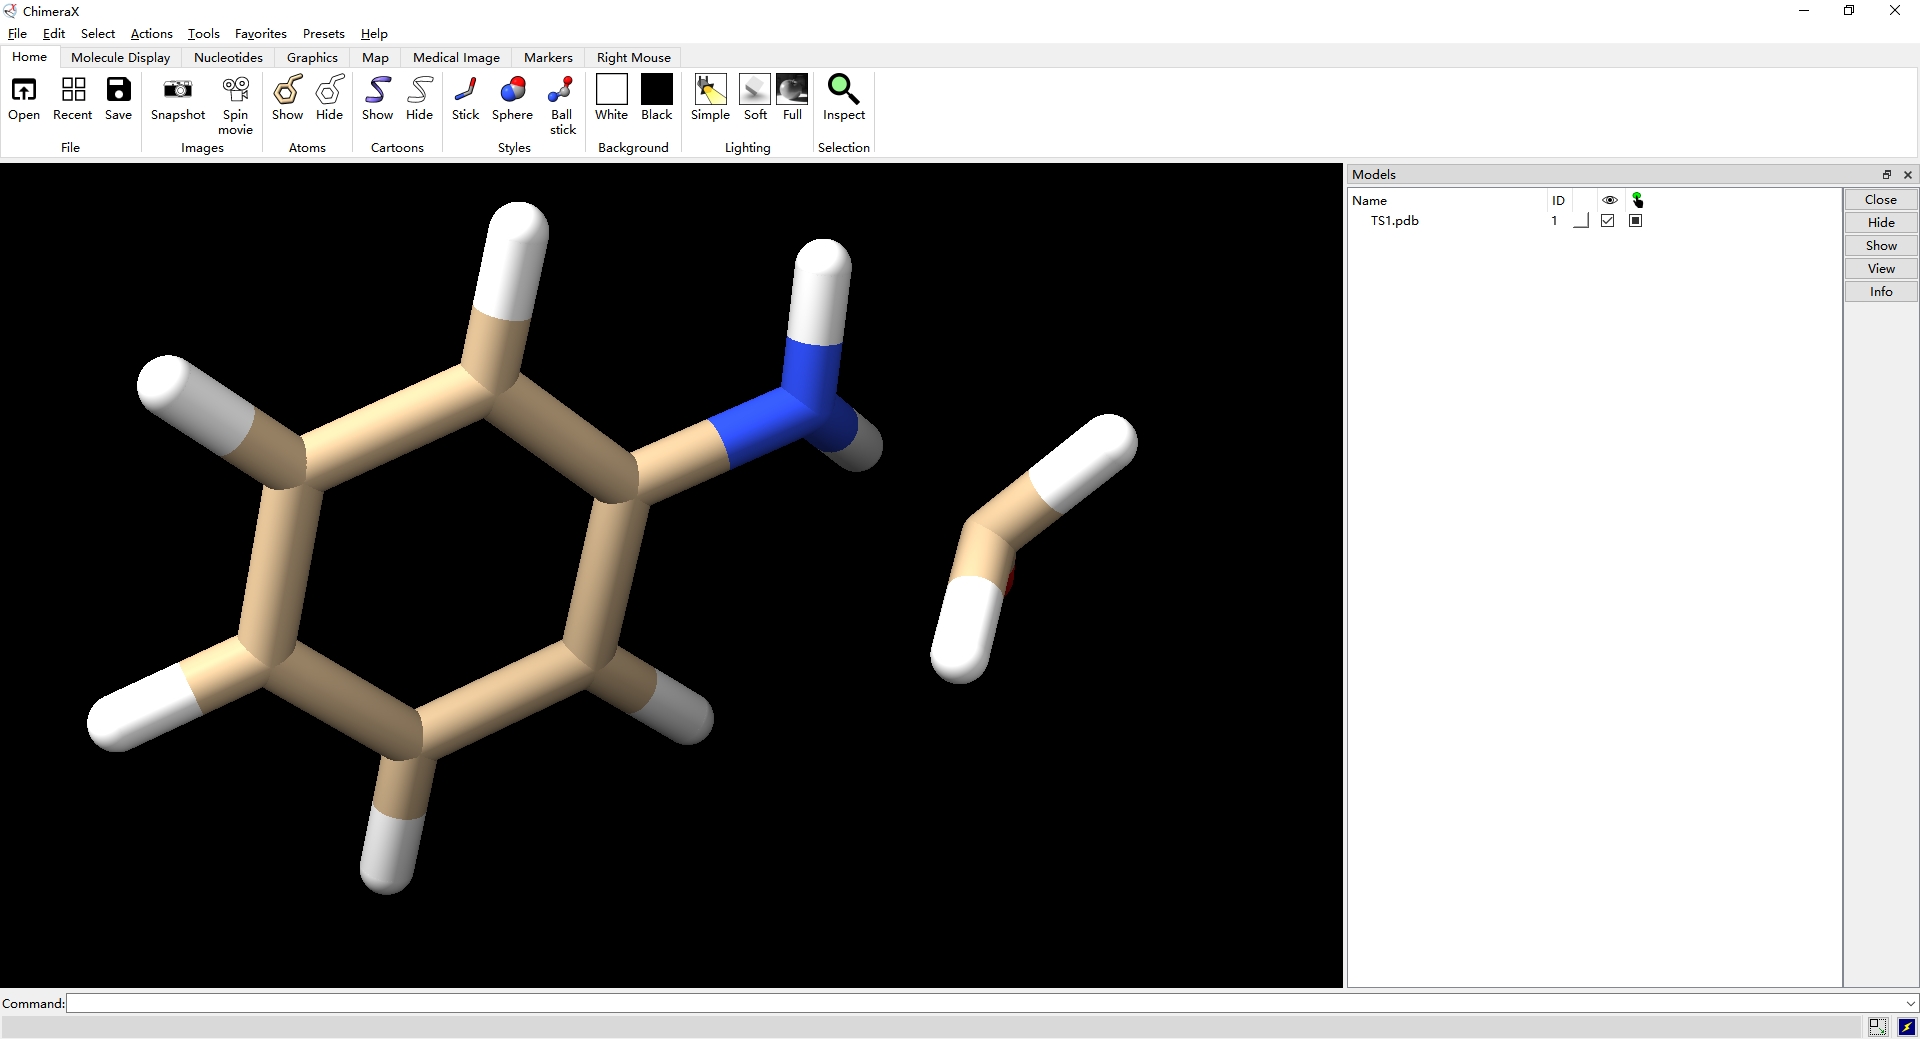 ChimeraX
File Edit Select Actions Tools Favorites Presets Help
Home Molecule Display Nucleotides Graphics Map Medical Image Markers Right Mouse
Open Recent Save Snapshot Spin movie Show Hide Show Hide Stick Sphere Ball stick White Black Simple Soft Full Inspect
File Images Atoms Cartoons Styles Background Lighting Selection
Models
Name ID
TS1.pdb 1
Close
Hide
Show
View
Info
Command: